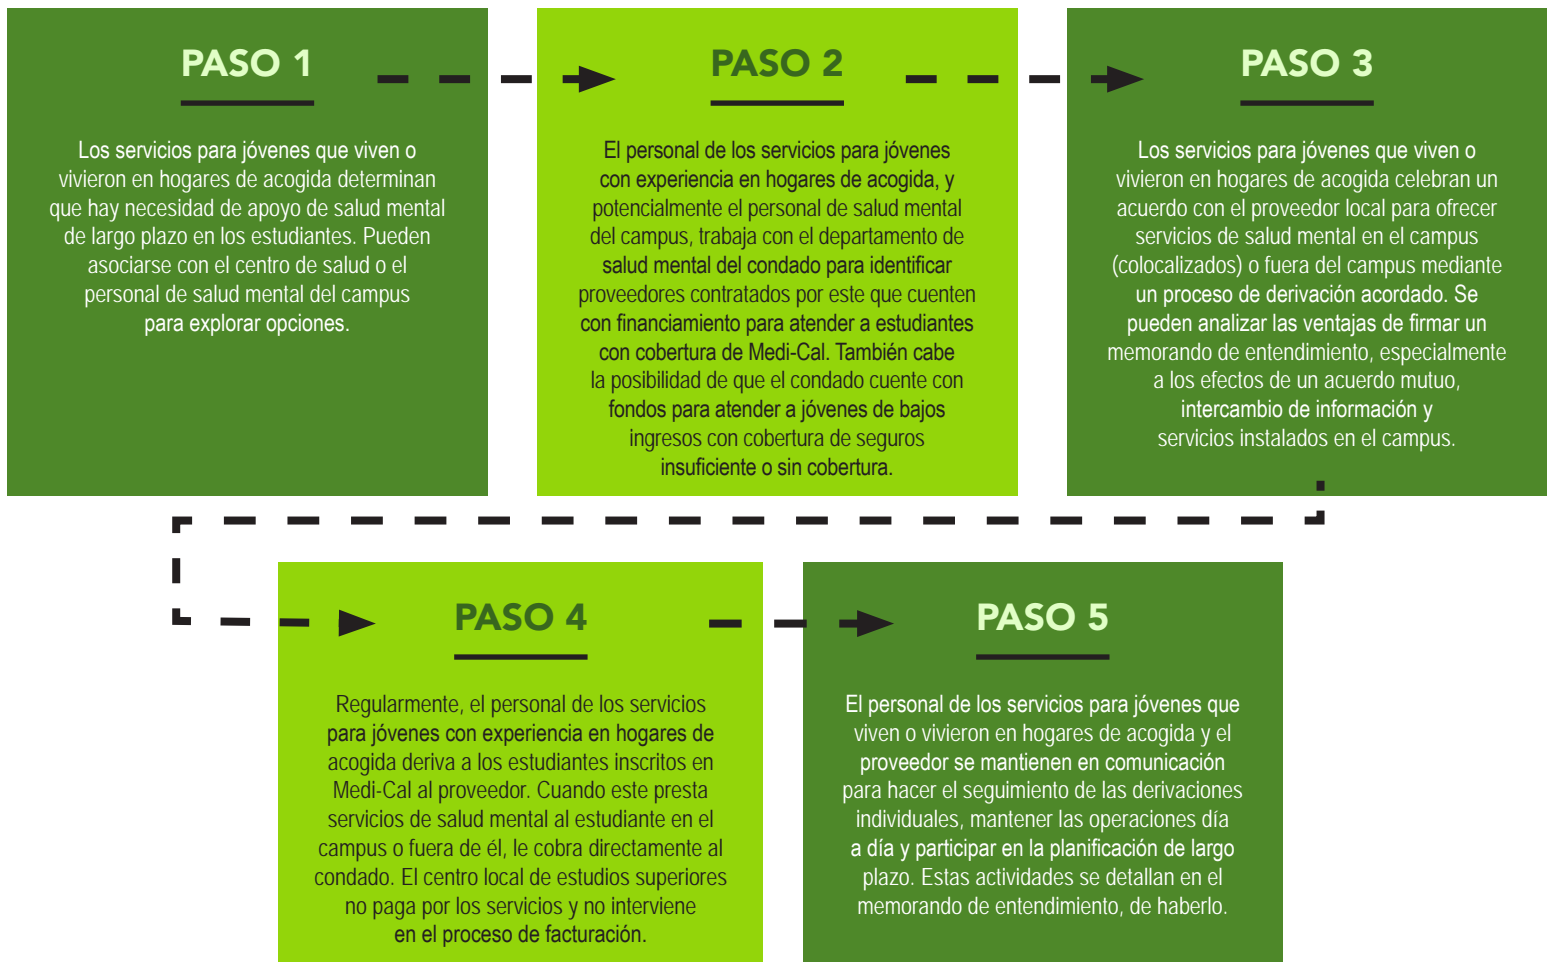 PASO 1
Los servicios para jóvenes que viven o
vivieron en hogares de acogida determinan
que hay necesidad de apoyo de salud mental
de largo plazo en los estudiantes. Pueden
asociarse con el centro de salud o el
personal de salud mental del campus
para explorar opciones.
PASO 2
El personal de los servicios para jóvenes
con experiencia en hogares de acogida, y
potencialmente el personal de salud mental
del campus, trabaja con el departamento de
salud mental del condado para identificar
proveedores contratados por este que cuenten
con financiamiento para atender a estudiantes
con cobertura de Medi-Cal. También cabe
la posibilidad de que el condado cuente con
fondos para atender a jóvenes de bajos
ingresos con cobertura de seguros
insuficiente o sin cobertura.
PASO 3
Los servicios para jóvenes que viven o
vivieron en hogares de acogida celebran un
acuerdo con el proveedor local para ofrecer
servicios de salud mental en el campus
(colocalizados) o fuera del campus mediante
un proceso de derivación acordado. Se
pueden analizar las ventajas de firmar un
memorando de entendimiento, especialmente
a los efectos de un acuerdo mutuo,
intercambio de información y
servicios instalados en el campus.
PASO 4
Regularmente, el personal de los servicios
para jóvenes con experiencia en hogares de
acogida deriva a los estudiantes inscritos en
Medi-Cal al proveedor. Cuando este presta
servicios de salud mental al estudiante en el
campus o fuera de él, le cobra directamente al
condado. El centro local de estudios superiores
no paga por los servicios y no interviene
en el proceso de facturación.
PASO 5
El personal de los servicios para jóvenes que
viven o vivieron en hogares de acogida y el
proveedor se mantienen en comunicación
para hacer el seguimiento de las derivaciones
individuales, mantener las operaciones día
a día y participar en la planificación de largo
plazo. Estas actividades se detallan en el
memorando de entendimiento, de haberlo.